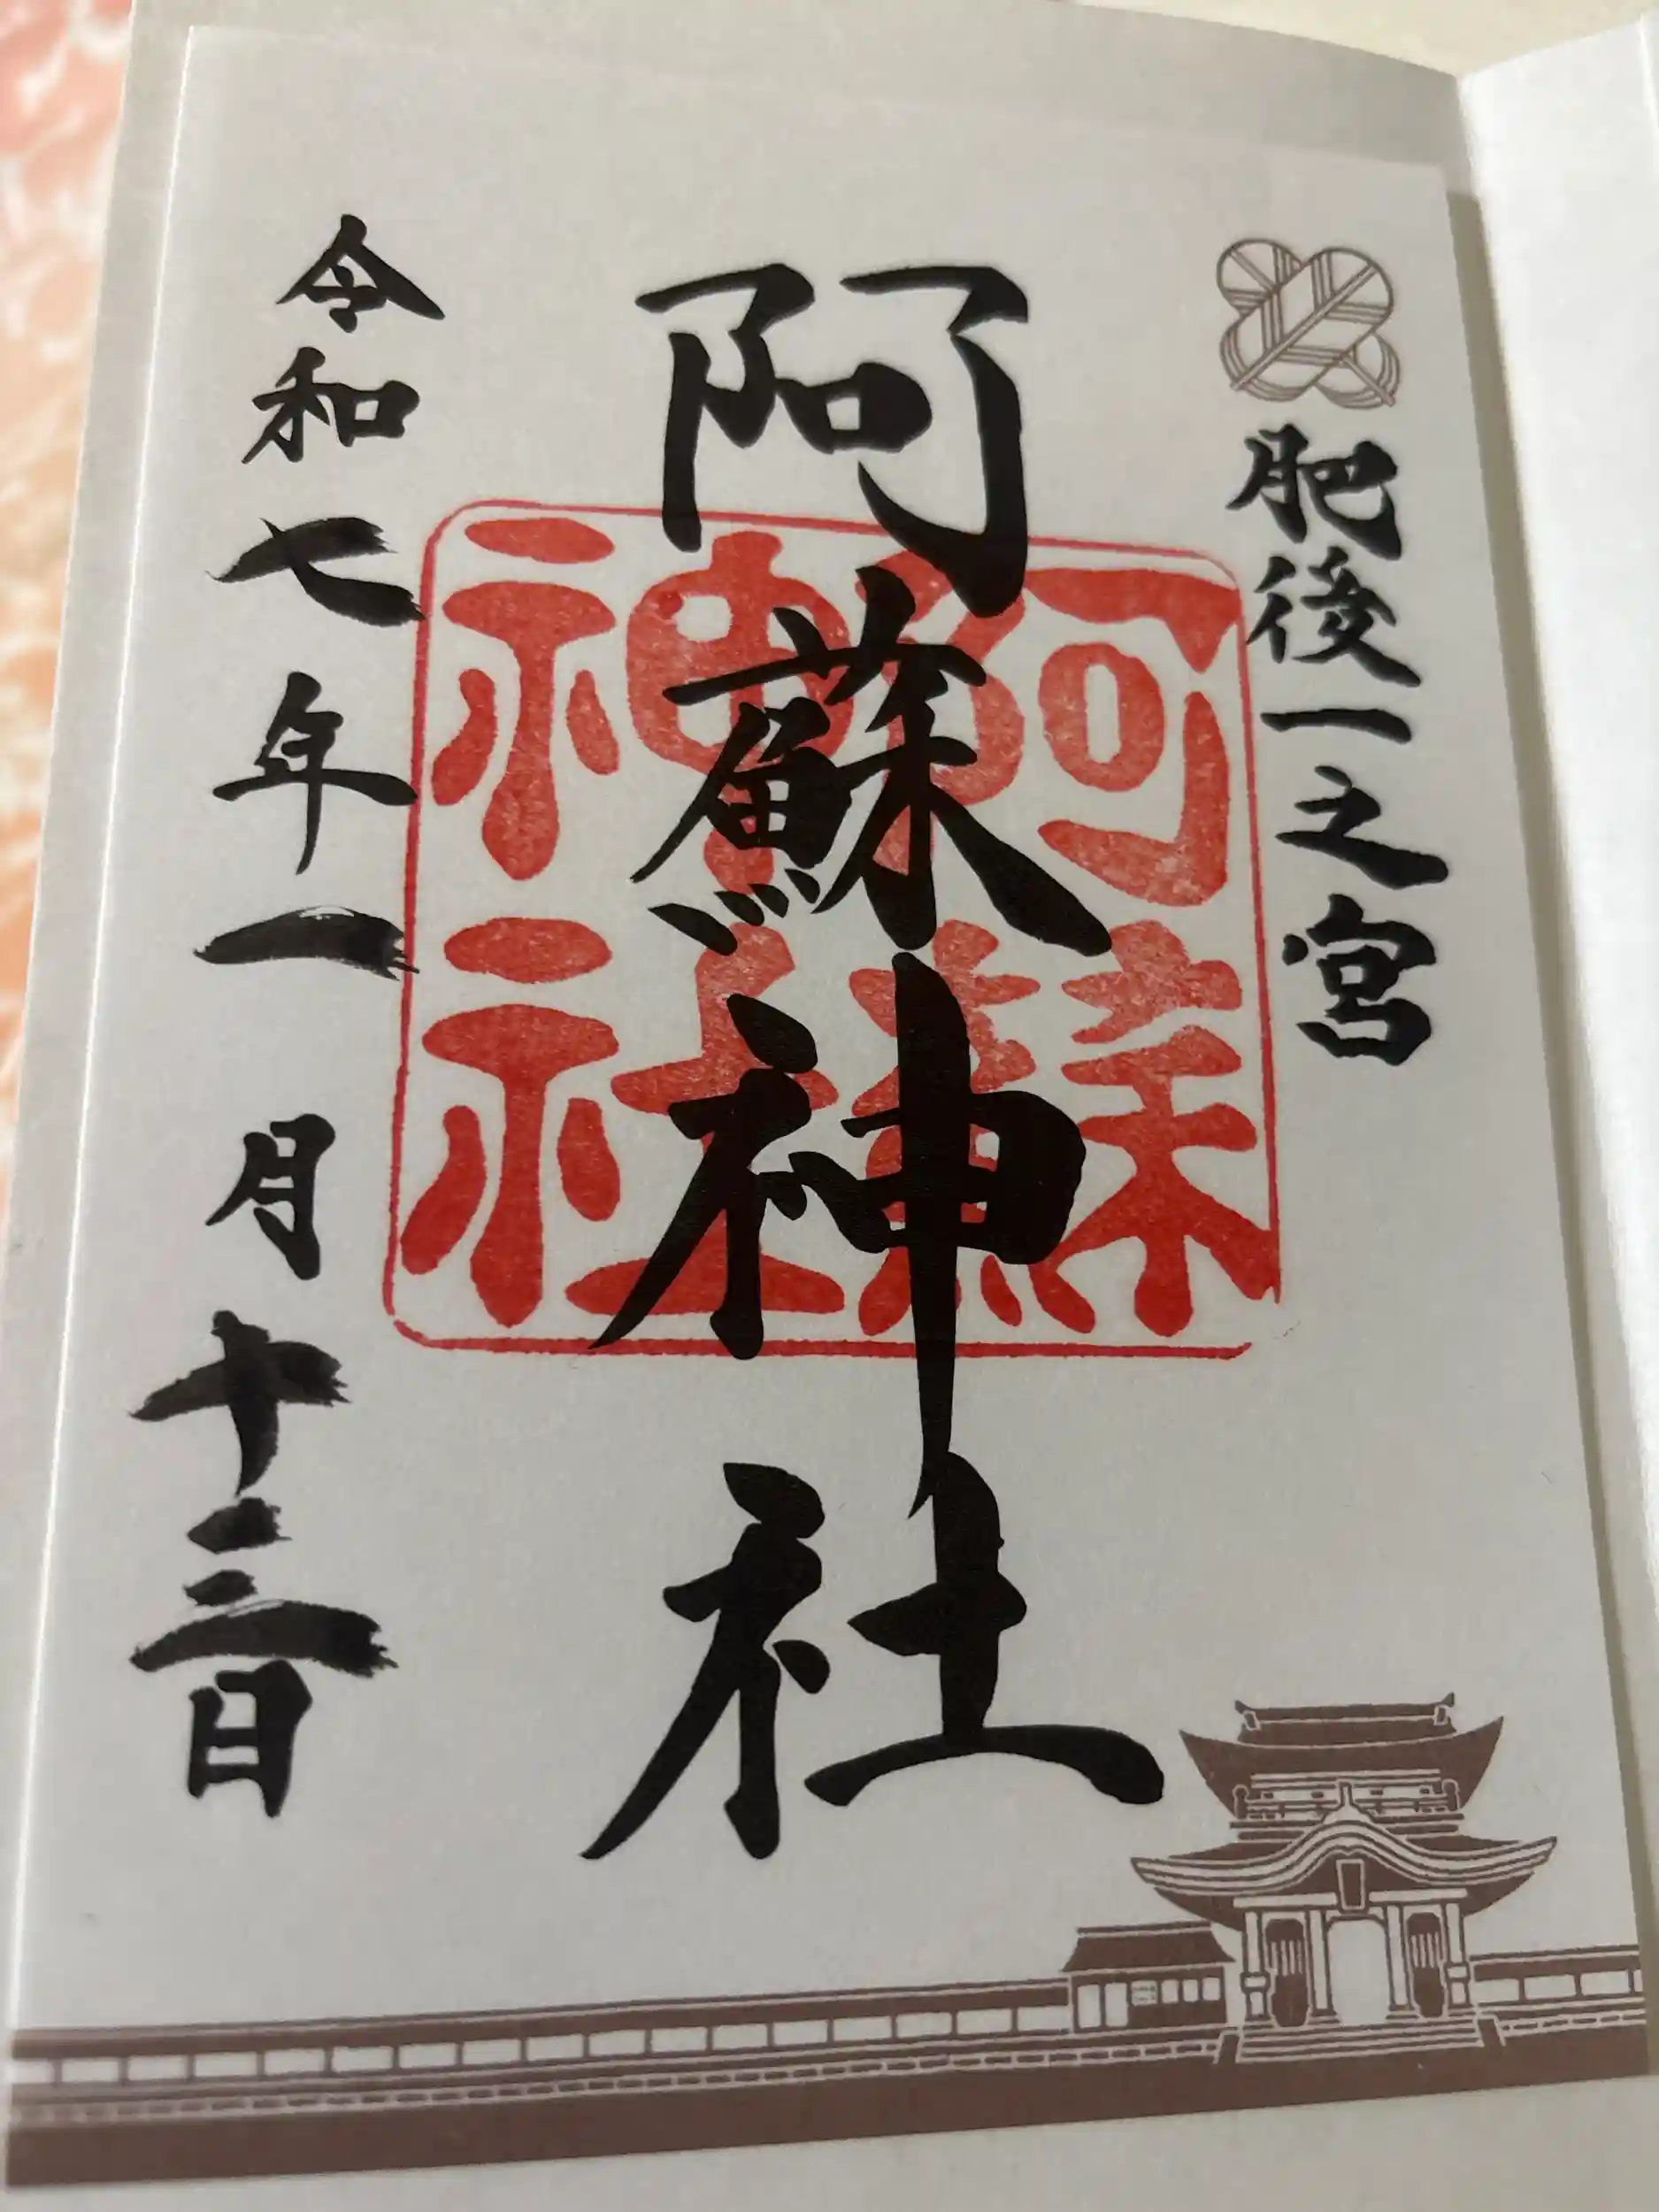 肥後一之宮
阿蘇神社
阿蘇
神社
令和七年一月十三日